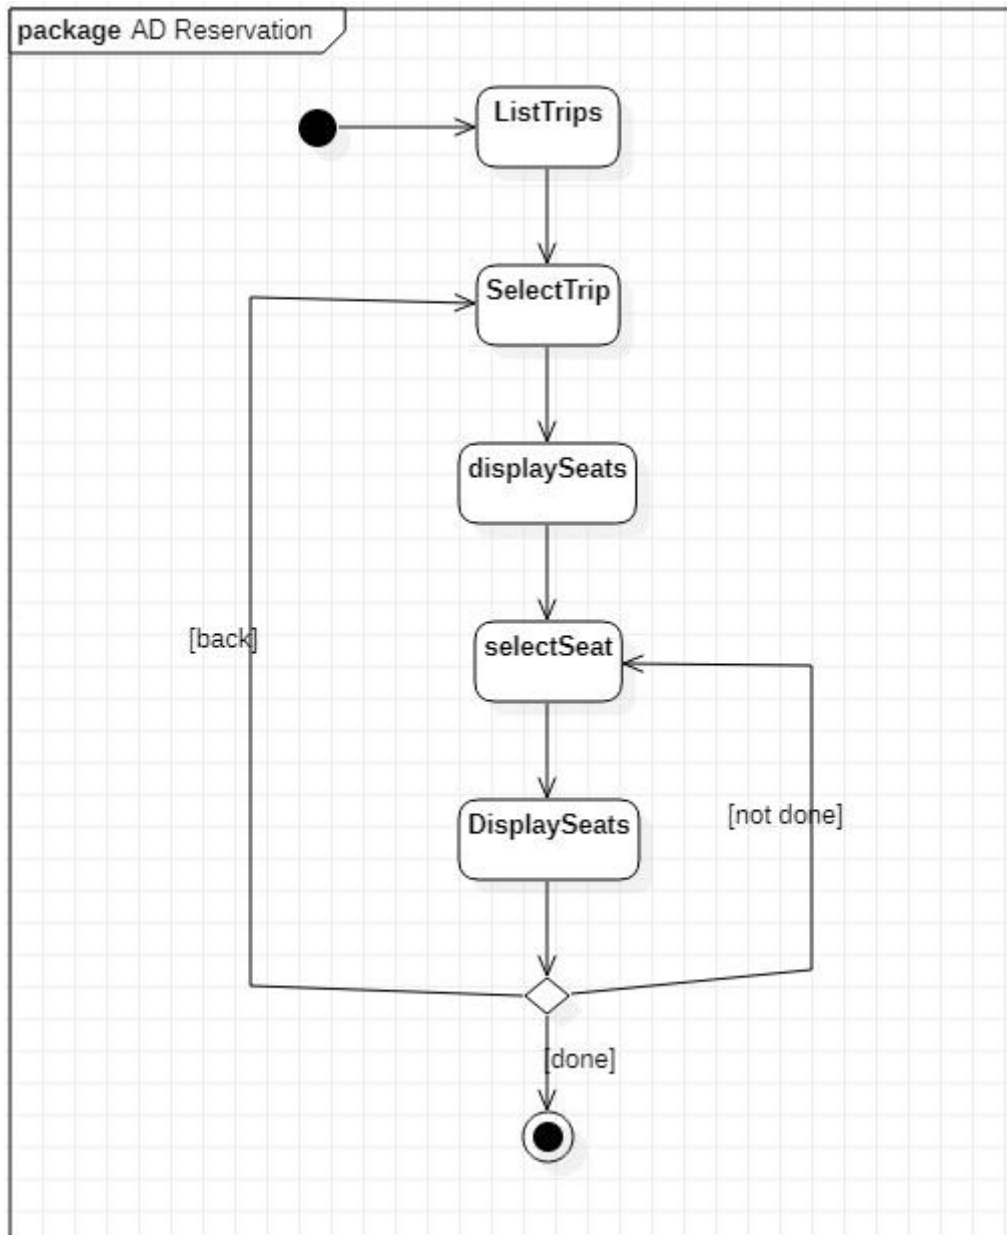 package AD Reservation
ListTrips
SelectTrip
displaySeats
[back]
selectSeat
DisplaySeats
[not done]
[done]